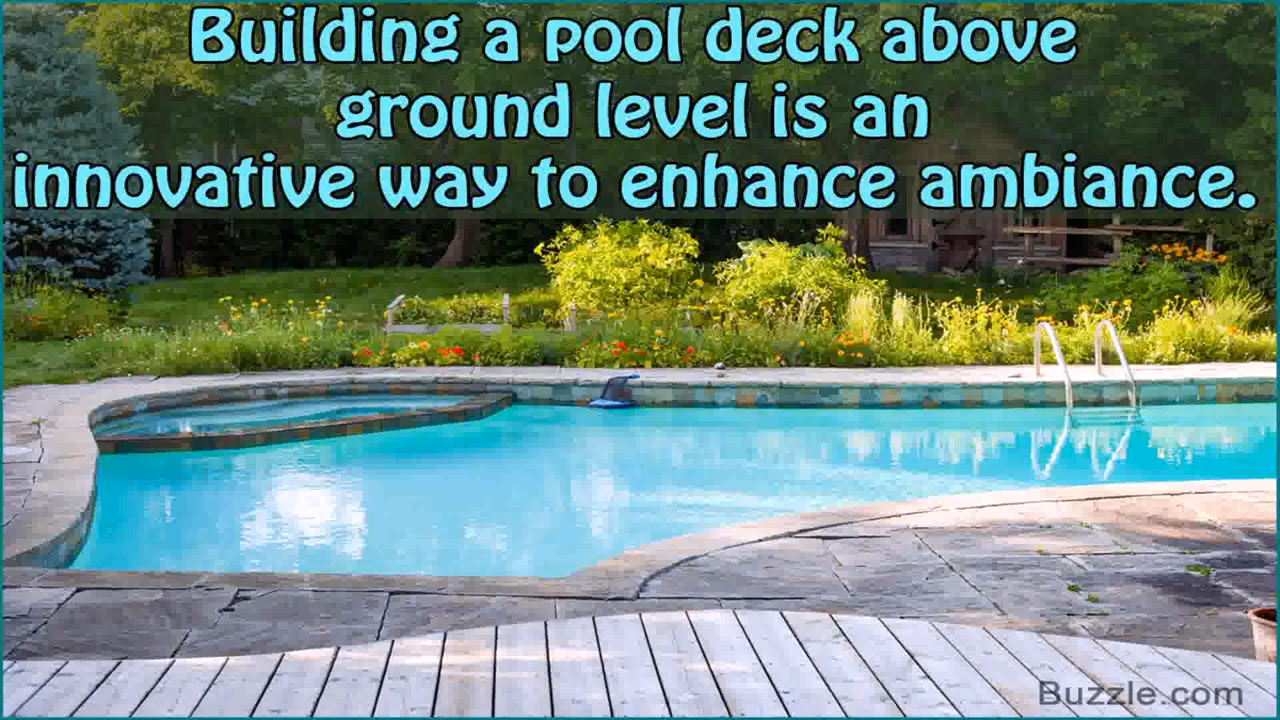 Building a pool deck above
ground level is an
innovative way to enhance ambiance.
Buzzle.com